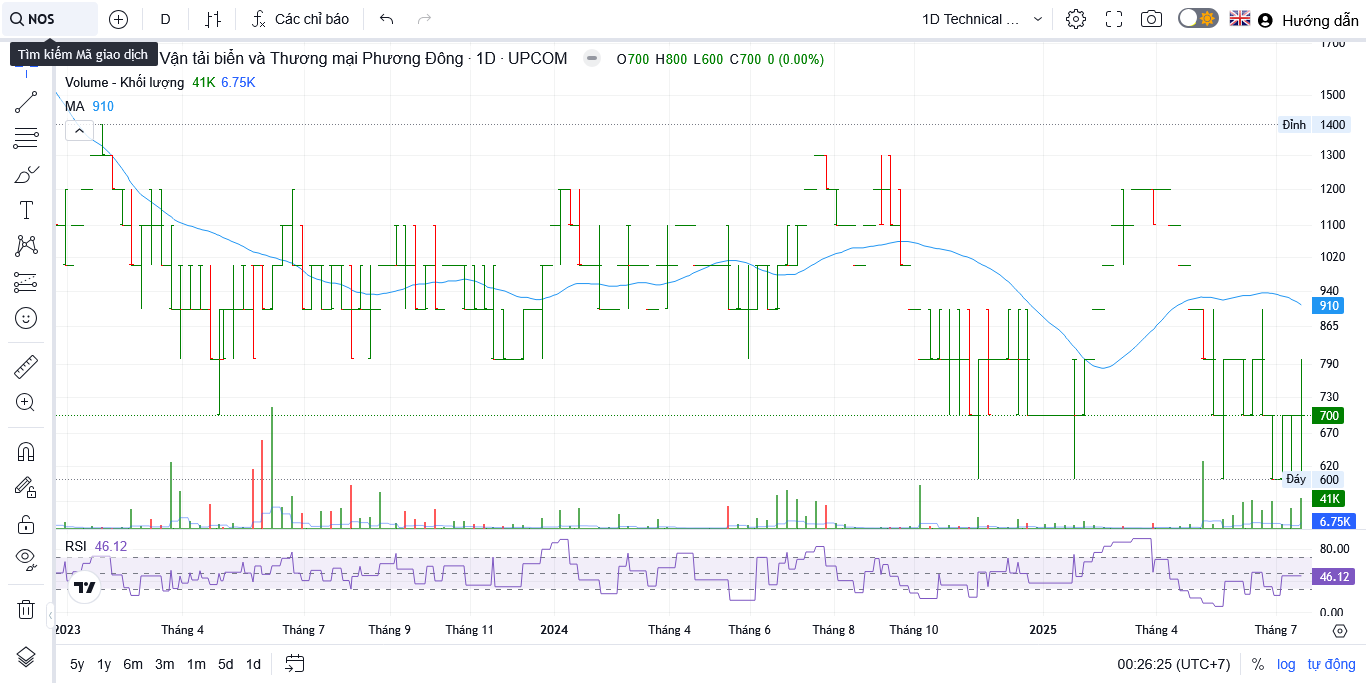 NOS
D
Các chỉ báo
1D Technical ...
Hướng dẫn
Tìm kiếm Mã giao dịch
Vận tải biển và Thương mại Phương Đông · 1D · UPCOM
O700 H800 L600 C700 0 (0.00%)
Volume - Khối lượng 41K 6.75K
MA 910
1700
1500
Đỉnh 1400
1300
1200
1100
1020
940
910
865
790
730
700
670
620
Đáy 600
41K
6.75K
RSI 46.12
80.00
46.12
0.00
2023 Tháng 4 Tháng 7 Tháng 9 Tháng 11 2024 Tháng 4 Tháng 6 Tháng 8 Tháng 10 2025 Tháng 4 Tháng 7
5y 1y 6m 3m 1m 5d 1d
00:26:25 (UTC+7) % log tự động